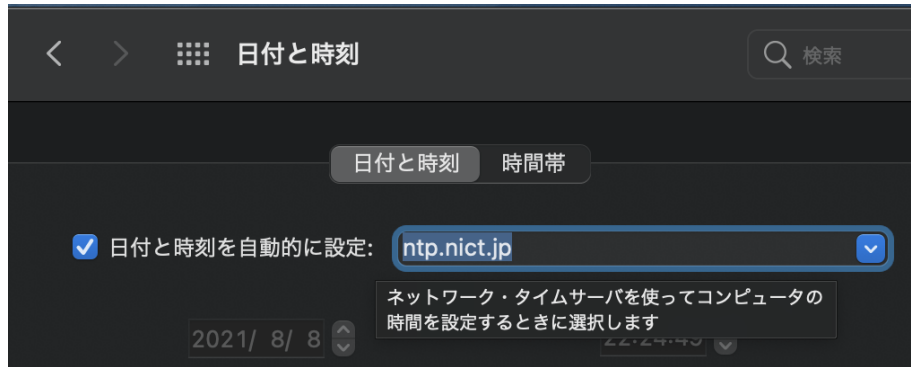 日付と時刻
検索
日付と時刻 時間帯
日付と時刻を自動的に設定: ntp.nict.jp
ネットワーク・タイムサーバを使ってコンピュータの
時間を設定するときに選択します
2021/ 8/ 8